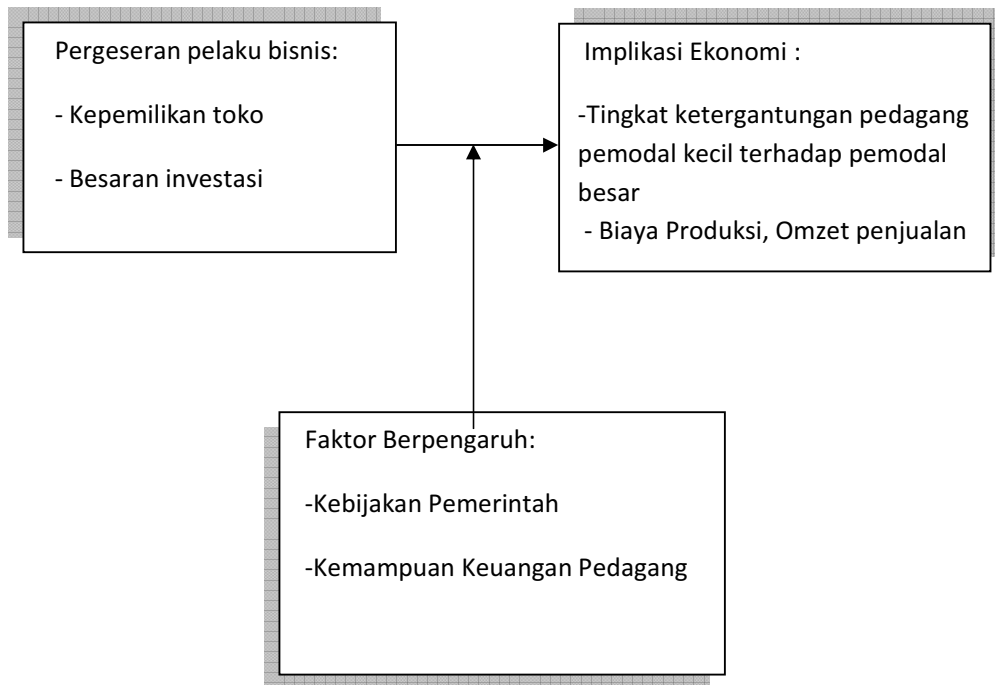 Pergeseran pelaku bisnis:
- Kepemilikan toko
- Besaran investasi
Implikasi Ekonomi :
-Tingkat ketergantungan pedagang
pemodal kecil terhadap pemodal
besar
- Biaya Produksi, Omzet penjualan
Faktor Berpengaruh:
-Kebijakan Pemerintah
-Kemampuan Keuangan Pedagang